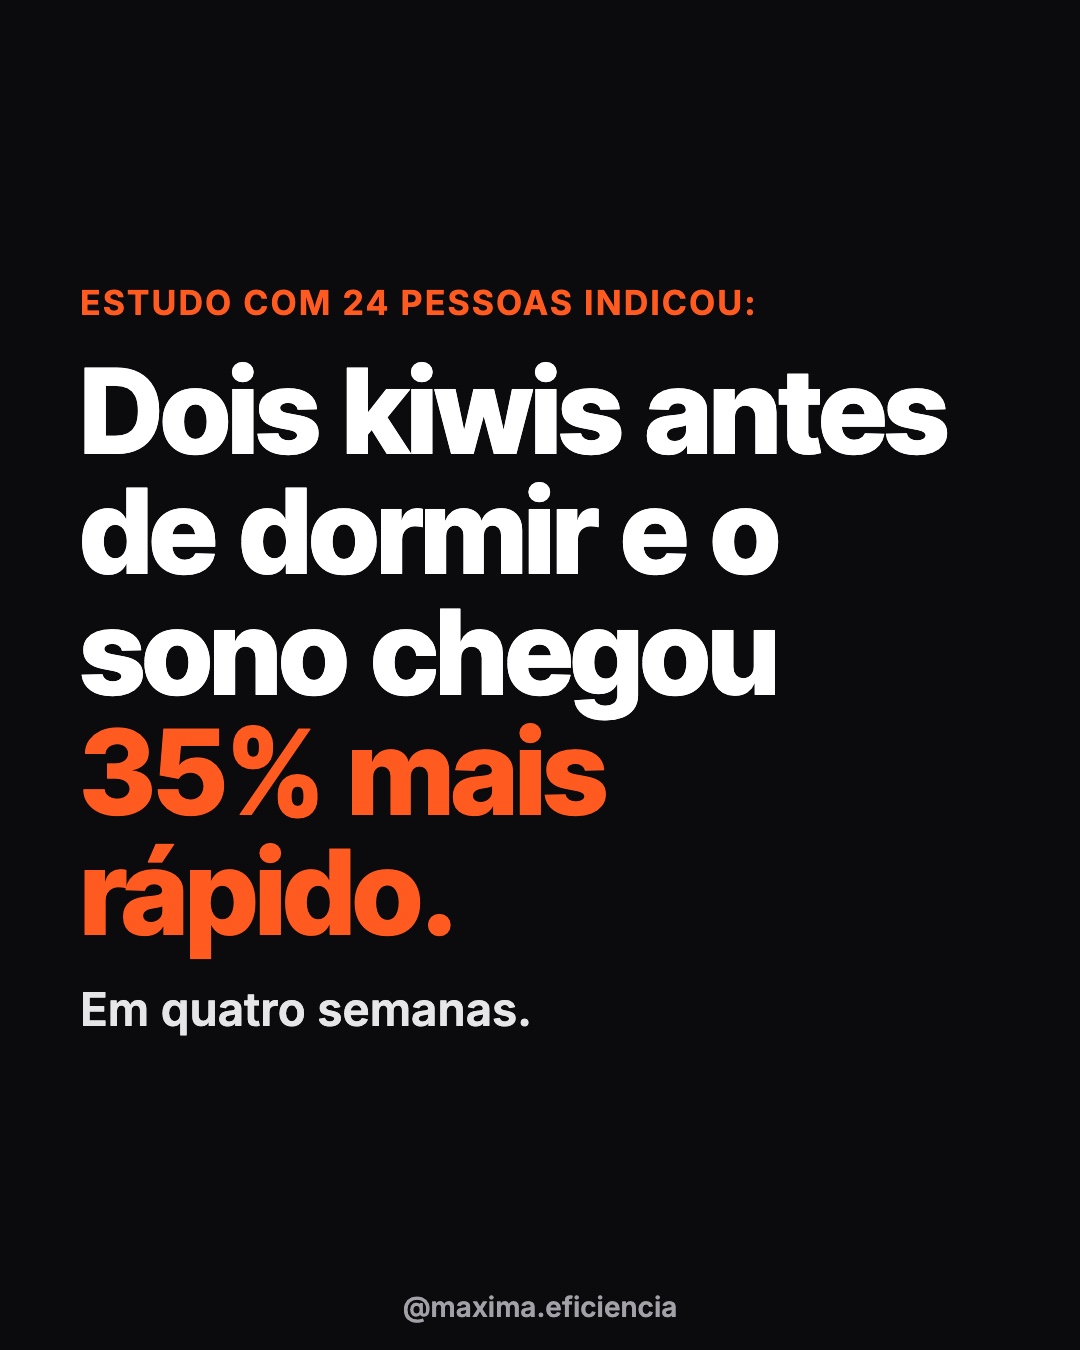 ESTUDO COM 24 PESSOAS INDICOU:
Dois kiwis antes
de dormir e o
sono chegou
35% mais
rápido.
Em quatro semanas.
@maxima.eficiencia